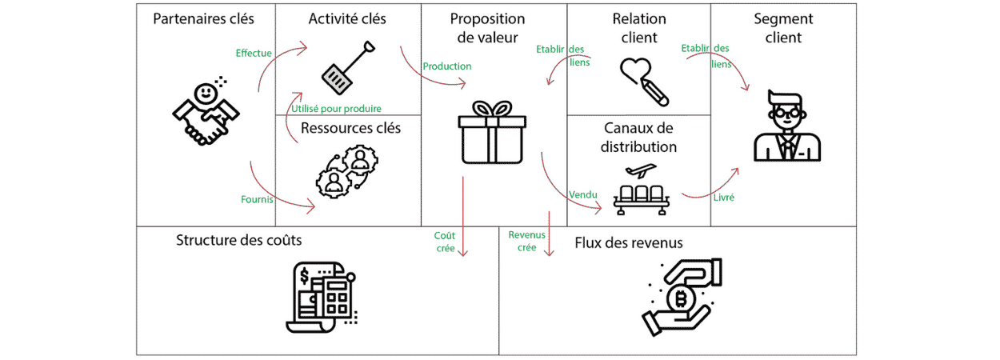 Partenaires clés
Activité clés
Proposition
de valeur
Relation
client
Segment
client
Effectue
Production
Etablir des
liens
Etablir des
liens
Utilisé pour produire
Ressources clés
Canaux de
distribution
Fournis
Vendu
Livré
Structure des coûts
Coût
crée
Revenus
crée
Flux des revenus
$
B